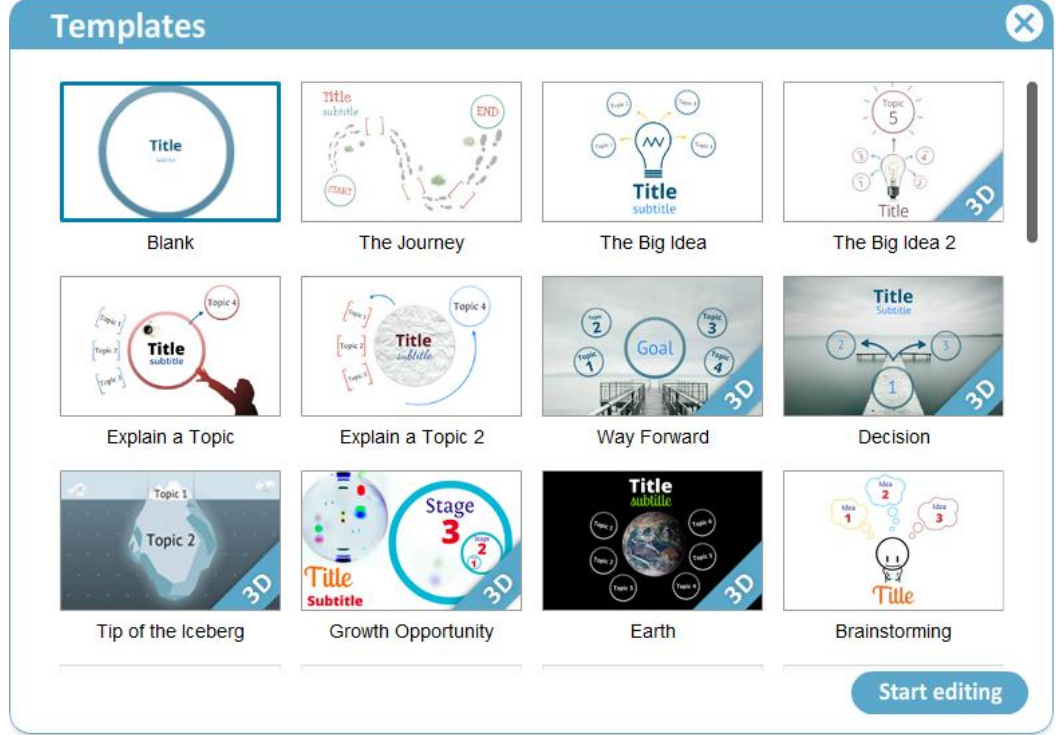 Templates
Title
subtitle
Blank
Title
subtitle
END
START
The Journey
Topic 2
Topic 3
Topic 1
Topic 4
Title
subtitle
The Big Idea
Topic
5
3
4
1
2
Title
3D
The Big Idea 2
Topic 4
Topic 1
Topic 2
Topic 3
Title
subtitle
Explain a Topic
Topic 1
Topic 2
Topic 3
Topic 4
Title
subtitle
Explain a Topic 2
Topic
2
Topic
3
Topic
1
Topic
4
Goal
3D
Way Forward
Title
Subtitle
2
3
1
3D
Decision
Topic 1
Topic 2
3D
Tip of the Iceberg
Stage
3
Stage
2
1
Title
Subtitle
3D
Growth Opportunity
Title
subtitle
Topic 1
Topic 2
Topic 3
Topic 4
Topic 5
Topic 6
3D
Earth
Idea
1
Idea
2
Idea
3
Title
Brainstorming
Start editing